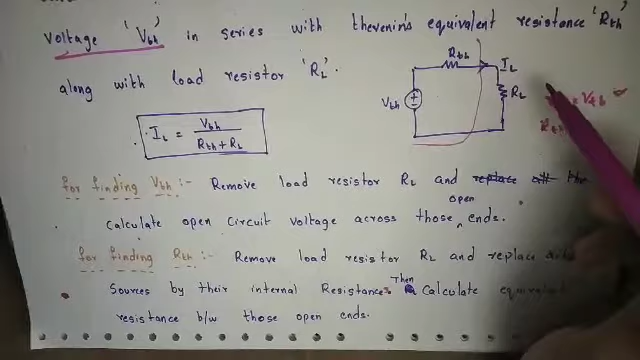 voltage 'Vth' in series with thevenin's equivalent resistance 'Rth'
along with load resistor 'RL'.
Rth
IL
Vth
RL
= Vth
IL = Vth / Rth + RL
for finding Vth :- Remove load resistor RL and replace all the
open
Calculate open Circuit voltage across those ends.
for finding Rth :- Remove load resistor RL and replace
Sources by their internal Resistance. Then Calculate
resistance b/w those open ends.